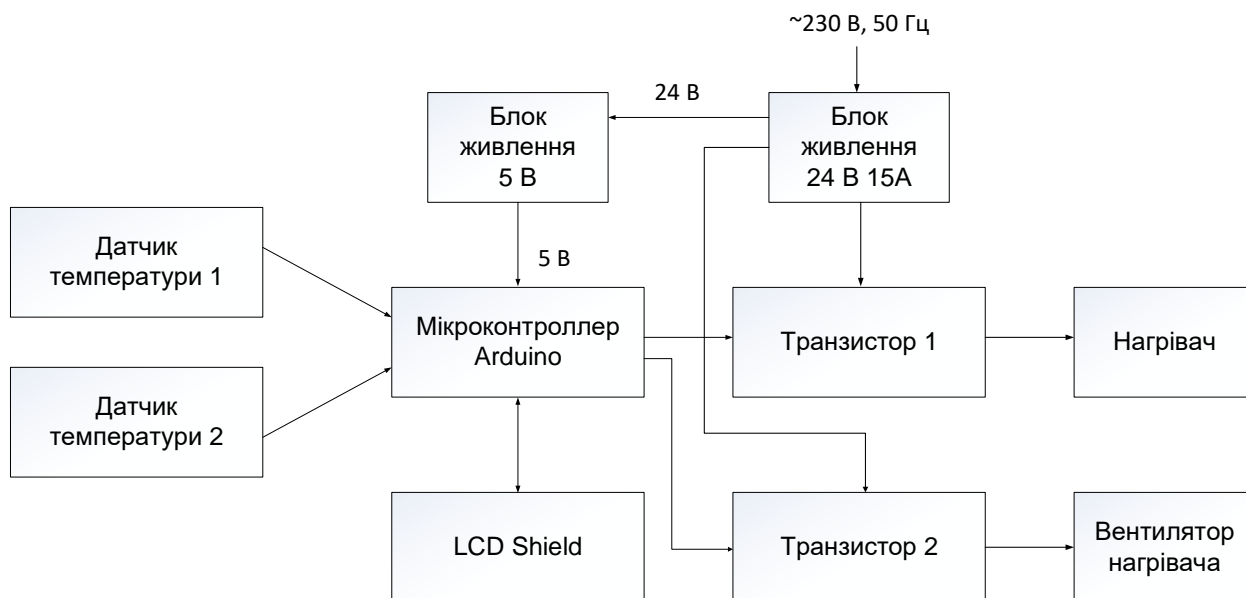 ~230 В, 50 Гц
24 В
Блок
живлення
5 В
Блок
живлення
24 В 15А
Датчик
температури 1
5 В
Мікроконтроллер
Arduino
Транзистор 1
Нагрівач
Датчик
температури 2
LCD Shield
Транзистор 2
Вентилятор
нагрівача